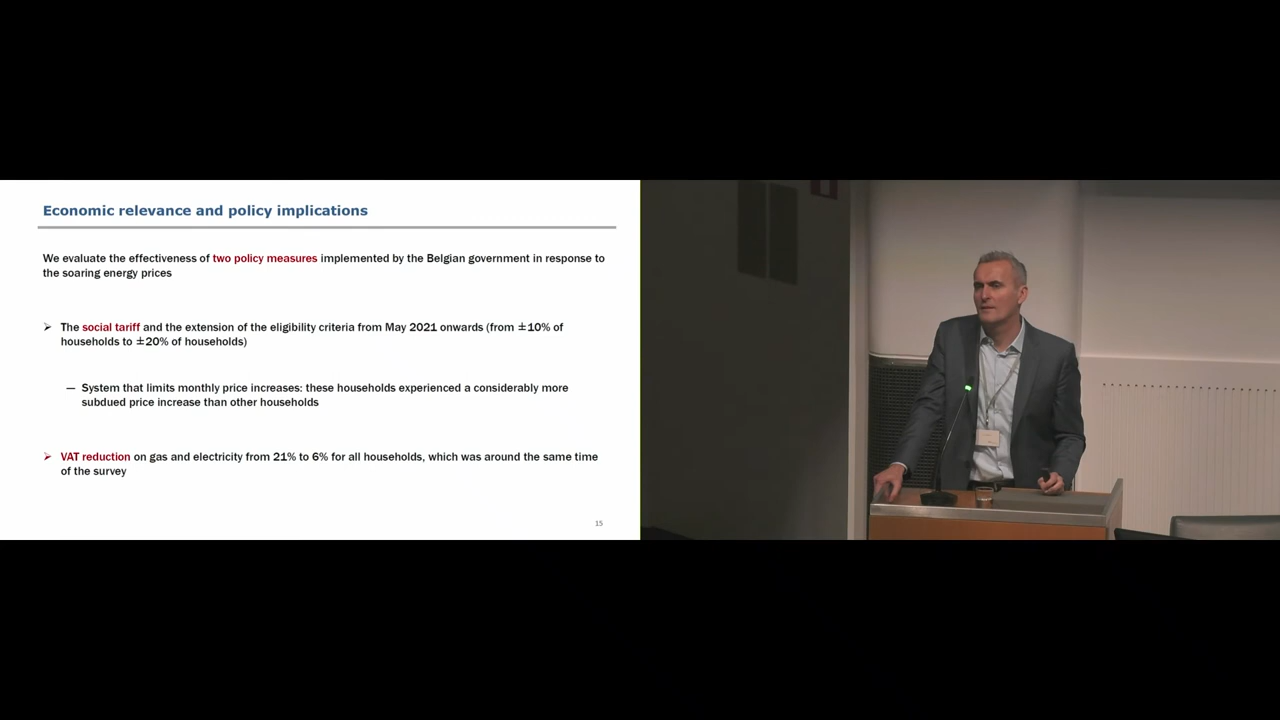 Economic relevance and policy implications
We evaluate the effectiveness of two policy measures implemented by the Belgian government in response to
the soaring energy prices
➢ The social tariff and the extension of the eligibility criteria from May 2021 onwards (from ±10% of
households to ±20% of households)
— System that limits monthly price increases: these households experienced a considerably more
subdued price increase than other households
➢ VAT reduction on gas and electricity from 21% to 6% for all households, which was around the same time
of the survey
15